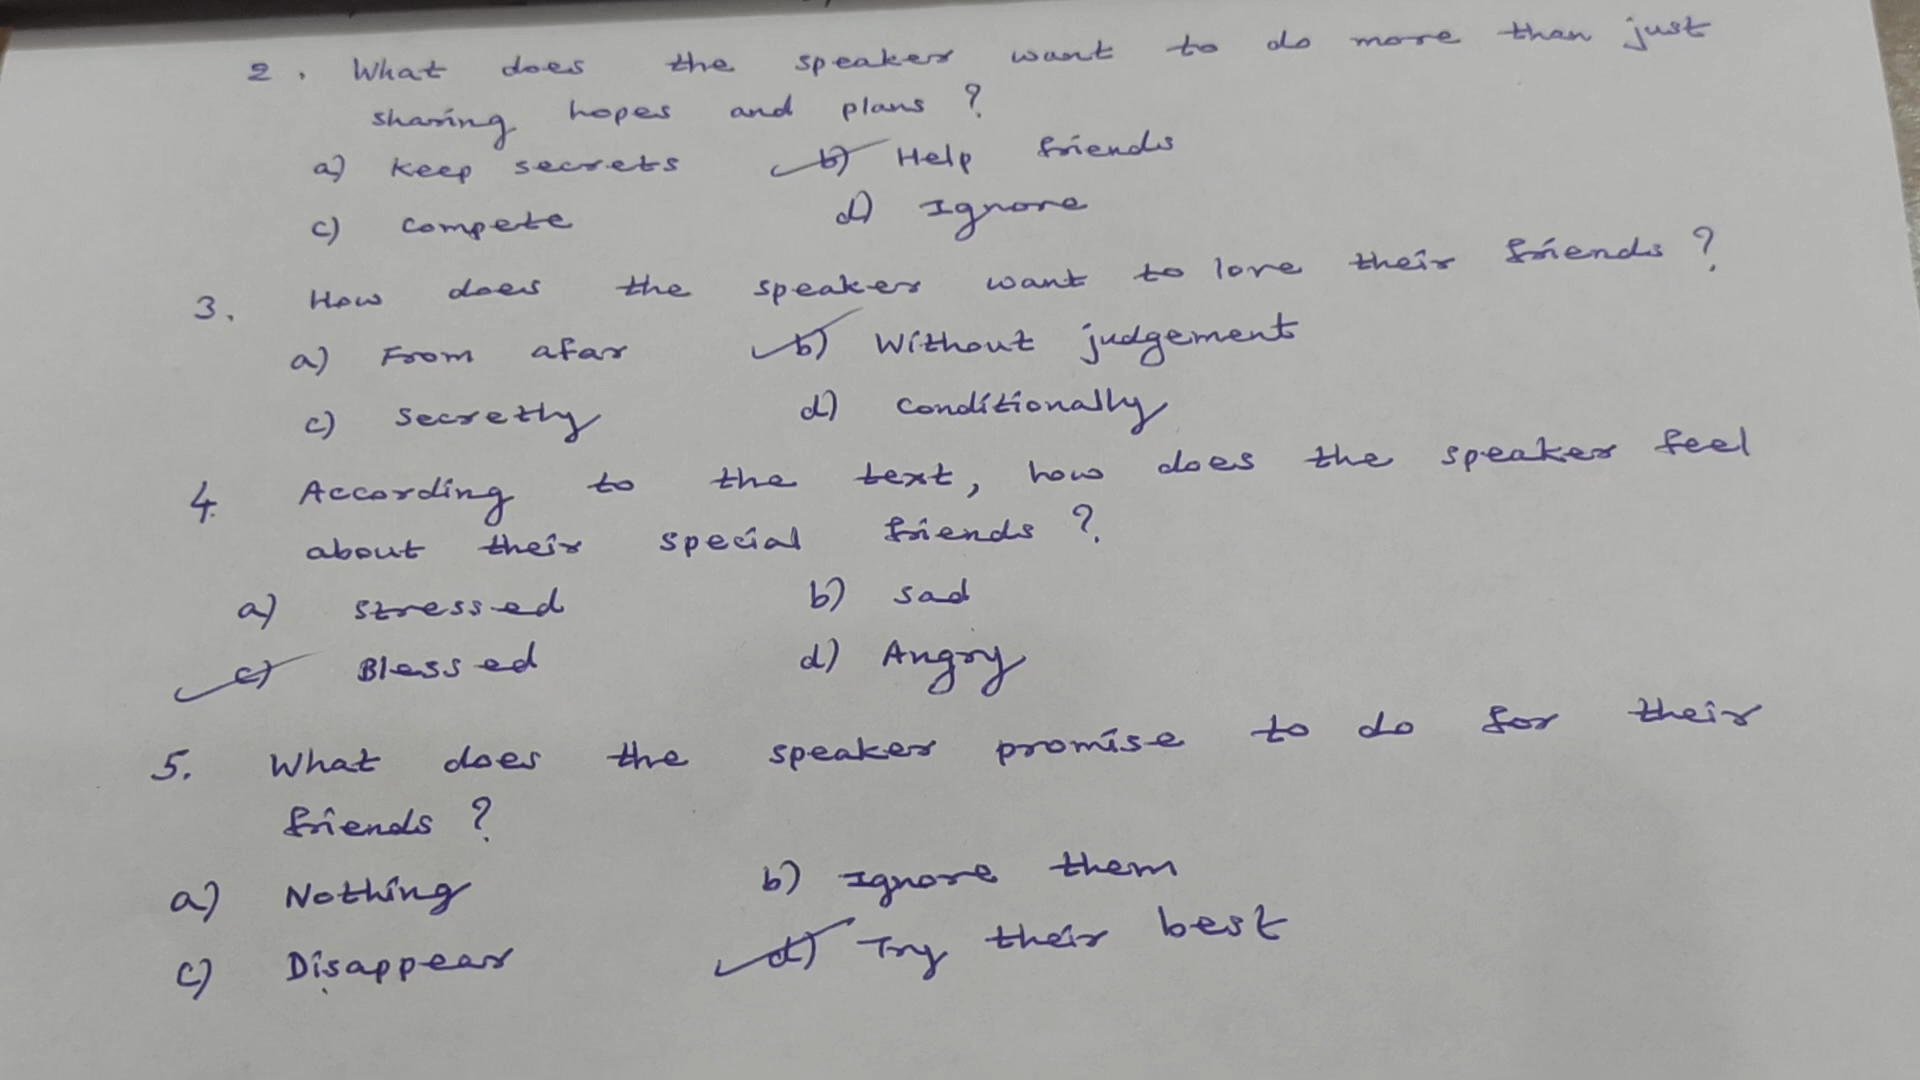 2. What does the speaker want to do more than just
sharing hopes and plans ?
a) Keep secrets b) Help friends
c) Compete d) Ignore
3. How does the speaker want to love their friends ?
a) From afar b) Without judgement
c) Secretly d) Conditionally
4. According to the text, how does the speaker feel
about their special friends ?
a) Stressed b) sad
c) Blessed d) Angry
5. What does the speaker promise to do for their
friends ?
a) Nothing b) Ignore them
c) Disappear d) Try their best